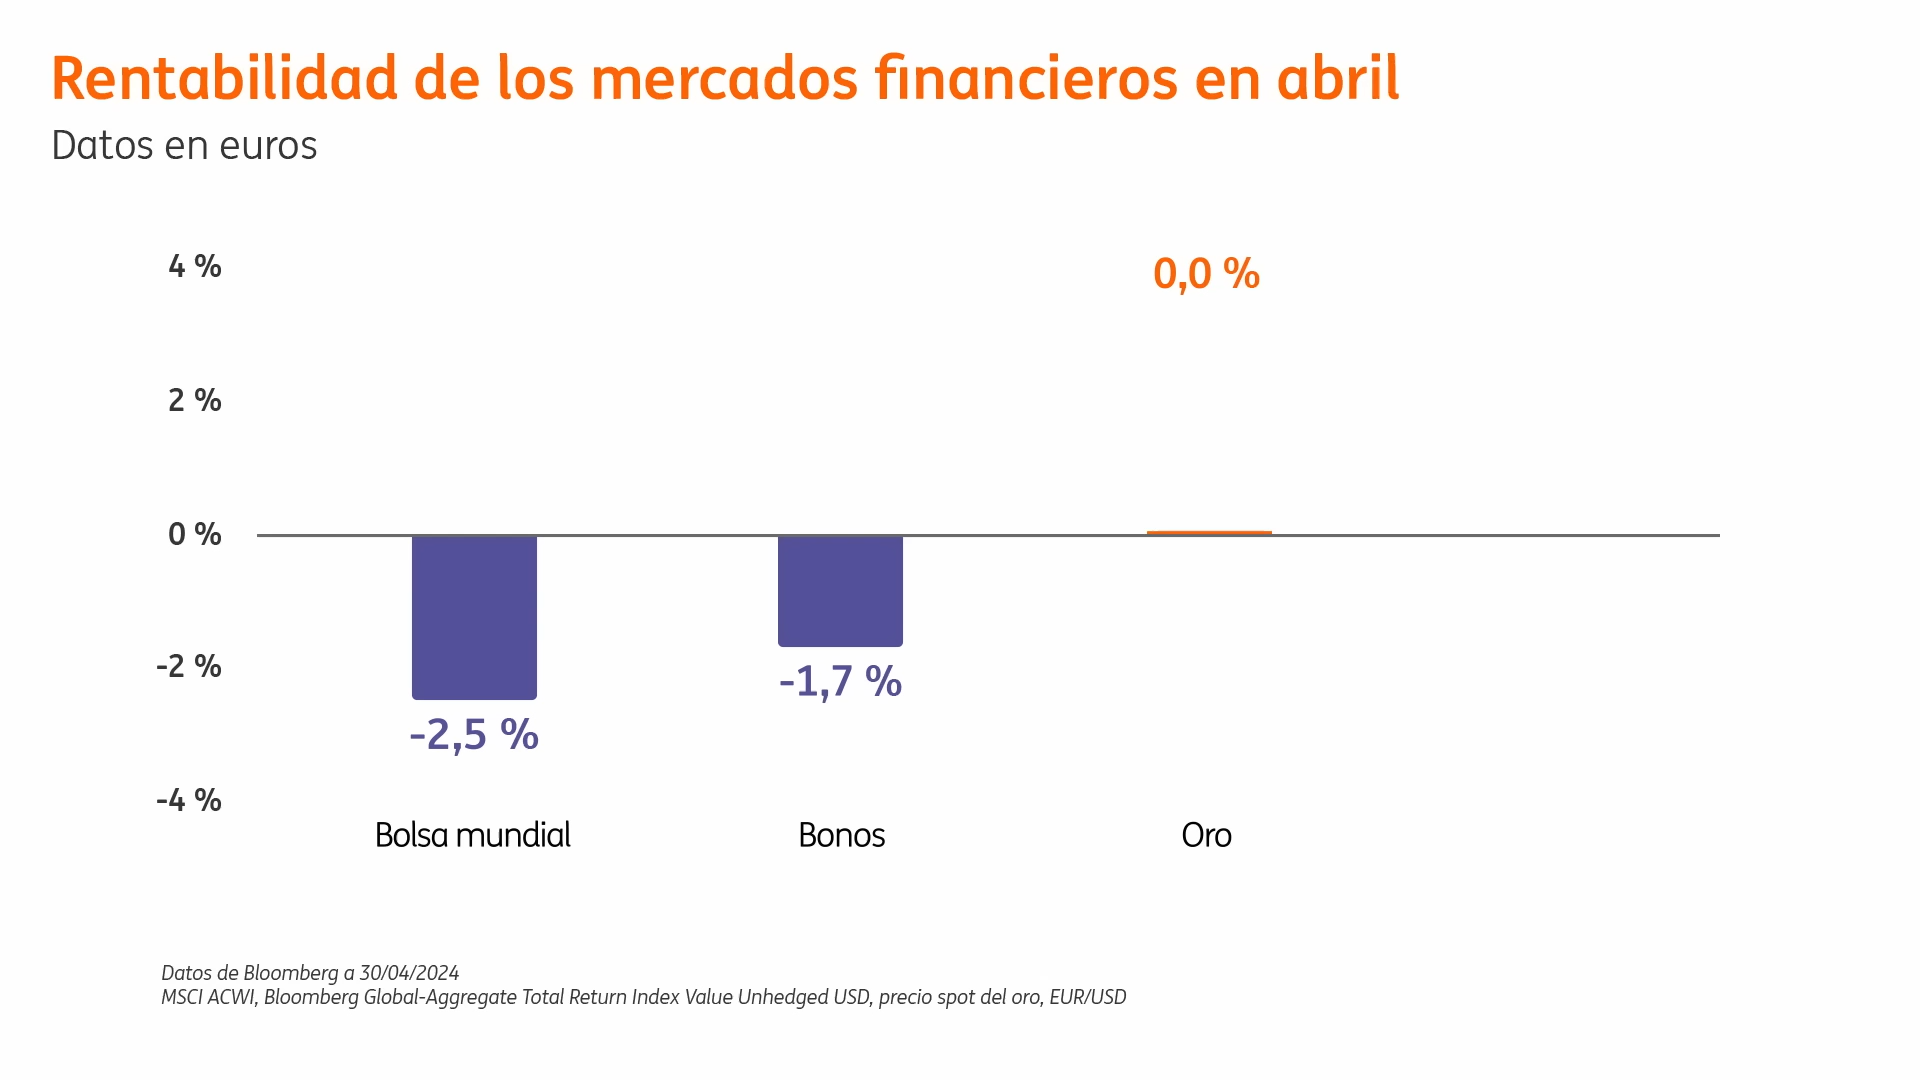 Rentabilidad de los mercados financieros en abril
Datos en euros
4 %
0,0 %
2 %
0 %
-2 %
-1,7 %
-2,5 %
-4 %
Bolsa mundial
Bonos
Oro
Datos de Bloomberg a 30/04/2024
MSCI ACWI, Bloomberg Global-Aggregate Total Return Index Value Unhedged USD, precio spot del oro, EUR/USD